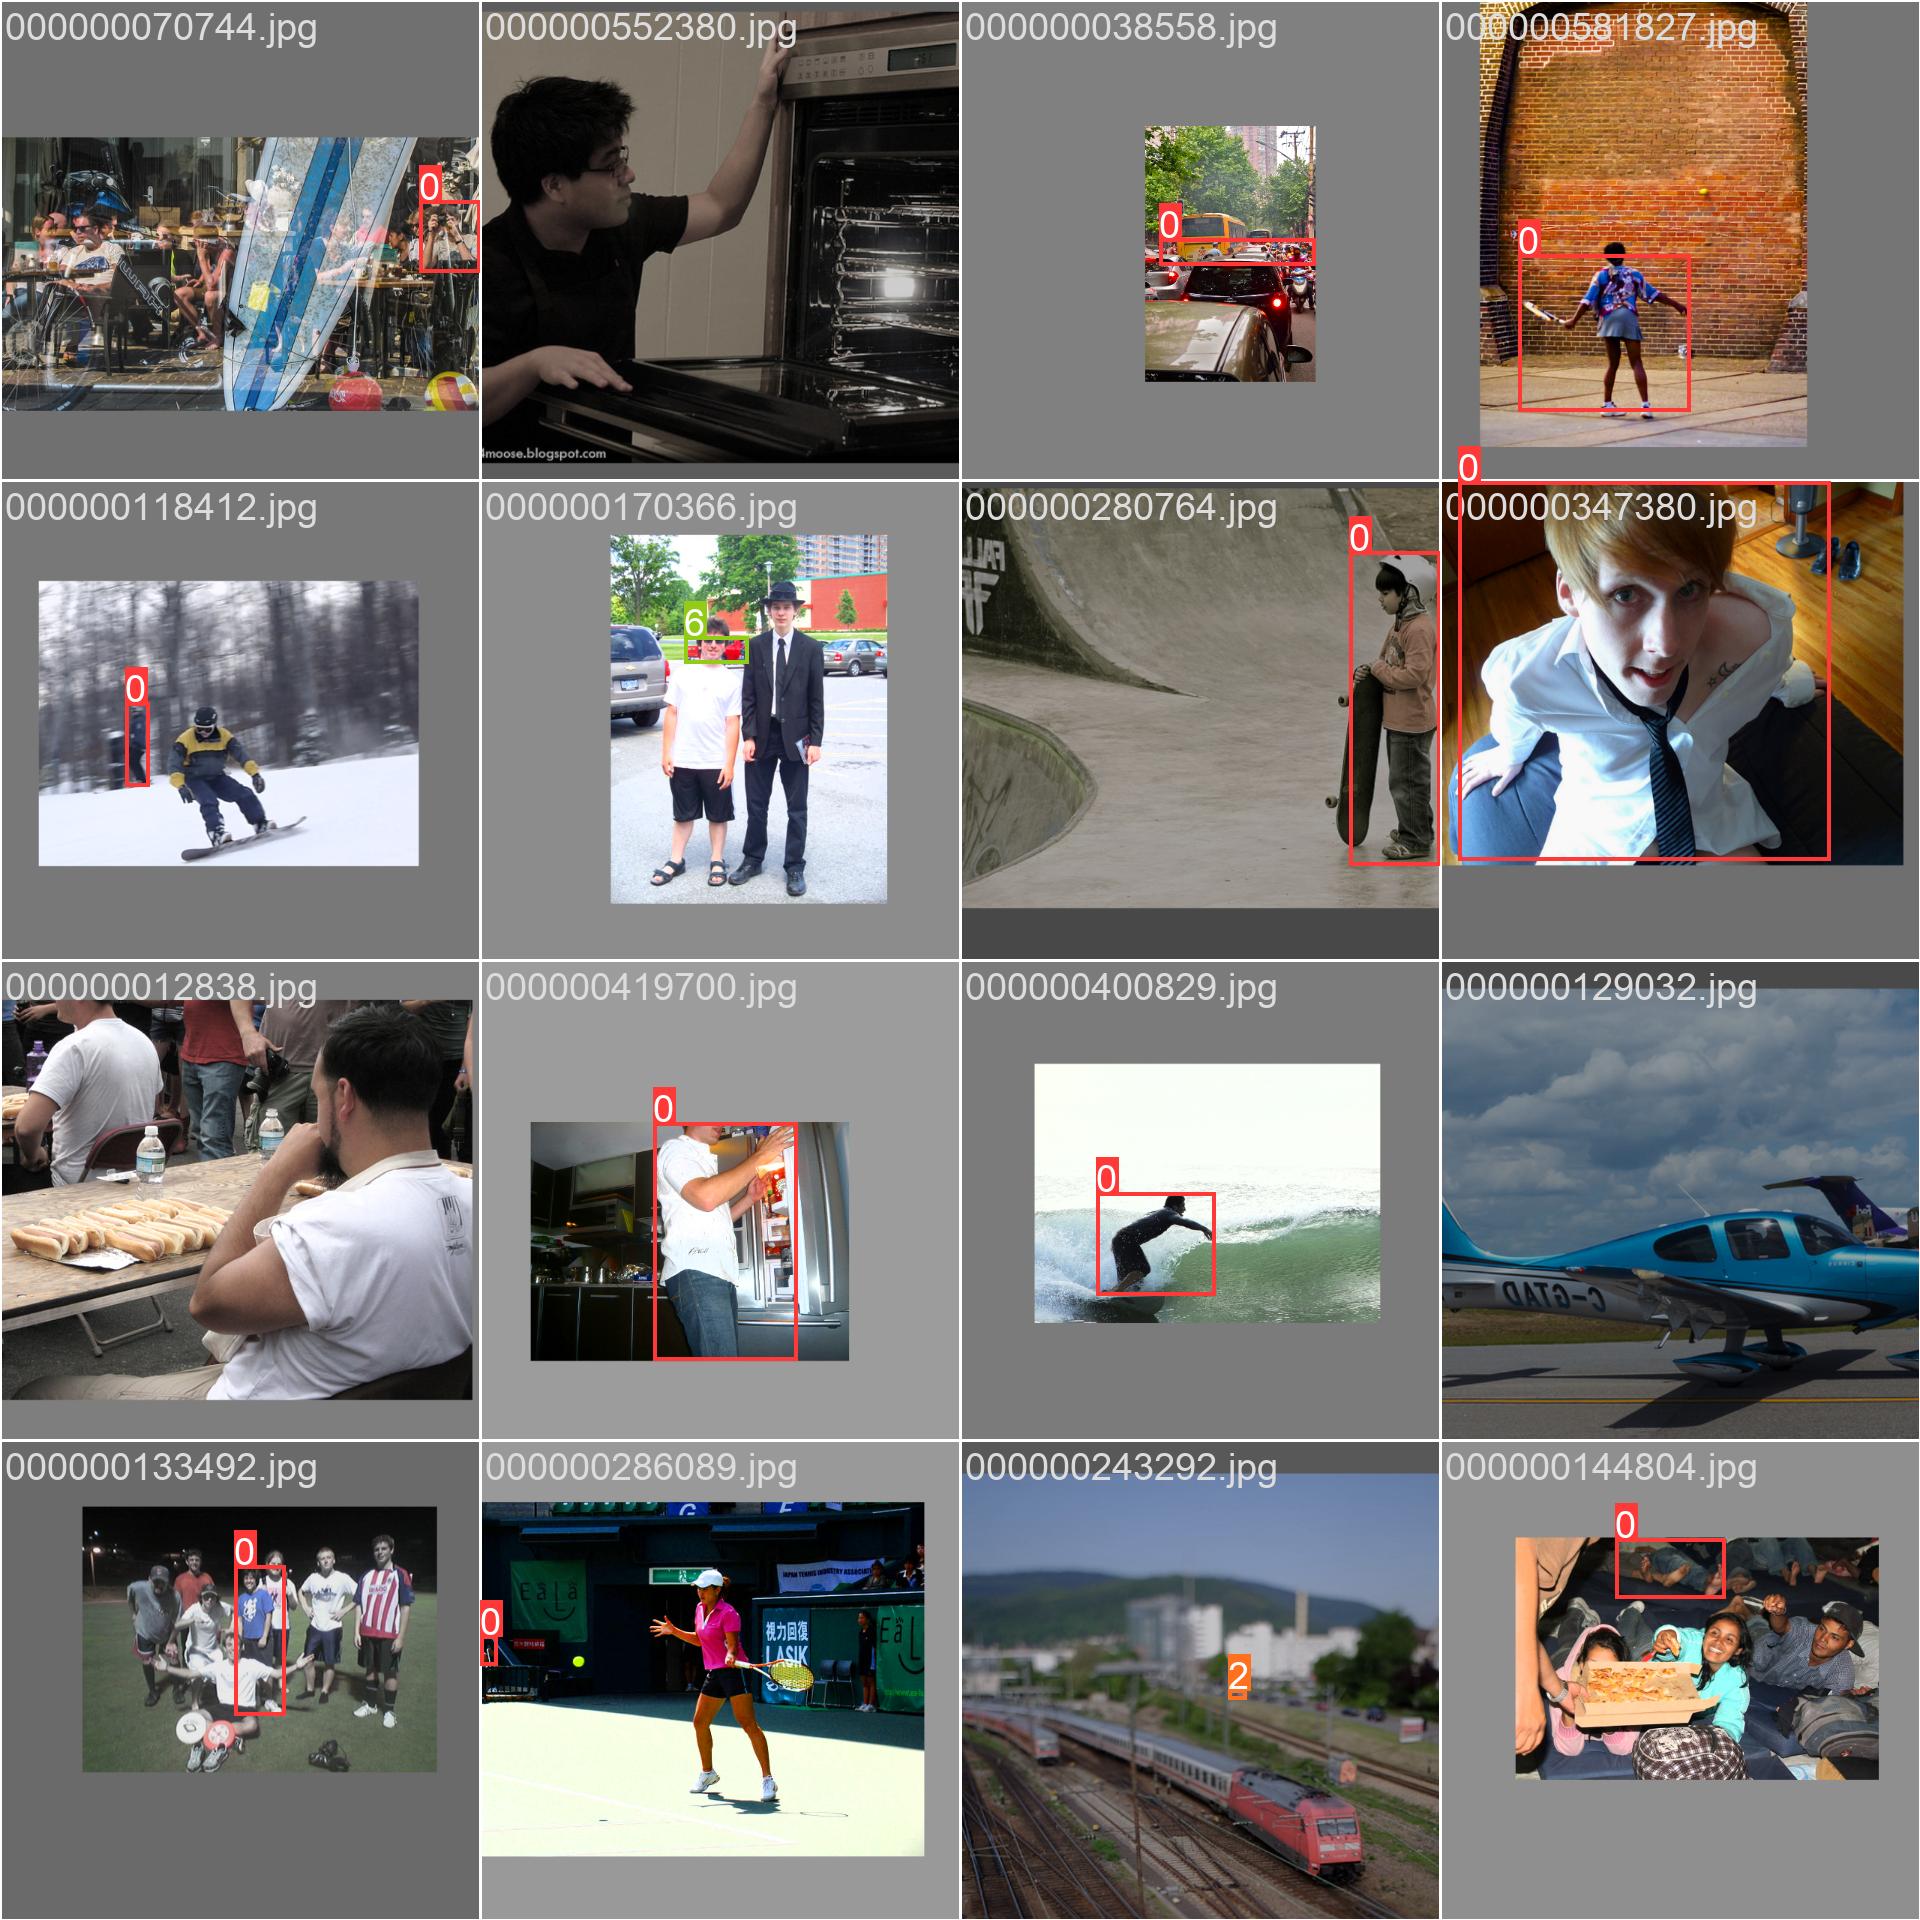 000000070744.jpg
000000552380.jpg
000000038558.jpg
000000581827.jpg
0
0
0
4moose.blogspot.com
0
000000118412.jpg
000000170366.jpg
000000280764.jpg
000000347380.jpg
0
FALL
6
0
000000012838.jpg
000000419700.jpg
000000400829.jpg
000000129032.jpg
0
0
C-GTAD
000000133492.jpg
000000286089.jpg
000000243292.jpg
000000144804.jpg
0
G
E
0
JAPAN TENNIS INDUSTRY ASSOCIATION
EaLa
0
視力回復
LASIK
2